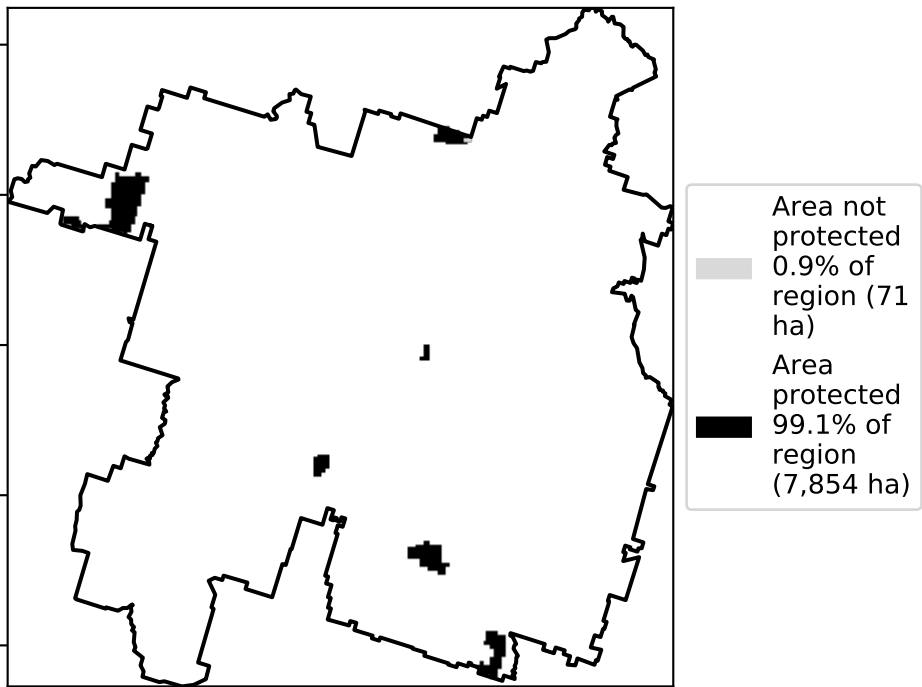 Area not
protected
0.9% of
region (71
ha)
Area
protected
99.1% of
region
(7,854 ha)